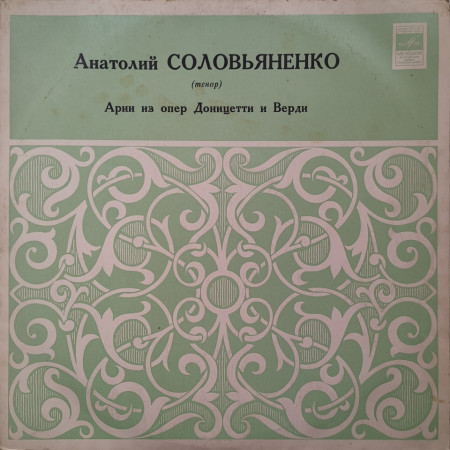 Анатолий СОЛОВЬЯНЕНКО
(тенор)
Арии из опер Доницетти и Верди